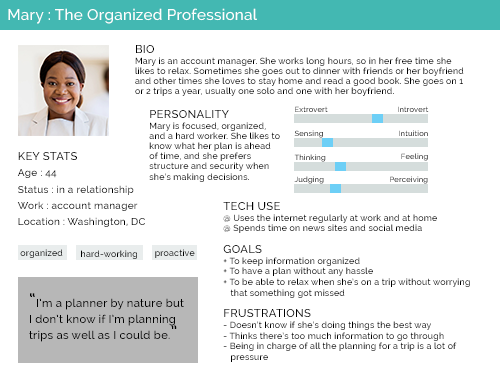 Mary : The Organized Professional
BIO
Mary is an account manager. She works long hours, so in her free time she
likes to relax. Sometimes she goes out to dinner with friends or her boyfriend
and other times she loves to stay home and read a good book. She goes on 1
or 2 trips a year, usually one solo and one with her boyfriend.
PERSONALITY
Mary is focused, organized,
and a hard worker. She likes to
know what her plan is ahead
of time, and she prefers
structure and security when
she's making decisions.
Extrovert Introvert
Sensing Intuition
Thinking Feeling
Judging Perceiving
KEY STATS
Age : 44
Status : in a relationship
Work : account manager
Location : Washington, DC
organized hard-working proactive
"I'm a planner by nature but
I don't know if I'm planning
trips as well as I could be."
TECH USE
@ Uses the internet regularly at work and at home
@ Spends time on news sites and social media
GOALS
+ To keep information organized
+ To have a plan without any hassle
+ To be able to relax when she's on a trip without worrying
that something got missed
FRUSTRATIONS
- Doesn't know if she's doing things the best way
- Thinks there's too much information to go through
- Being in charge of all the planning for a trip is a lot of
pressure